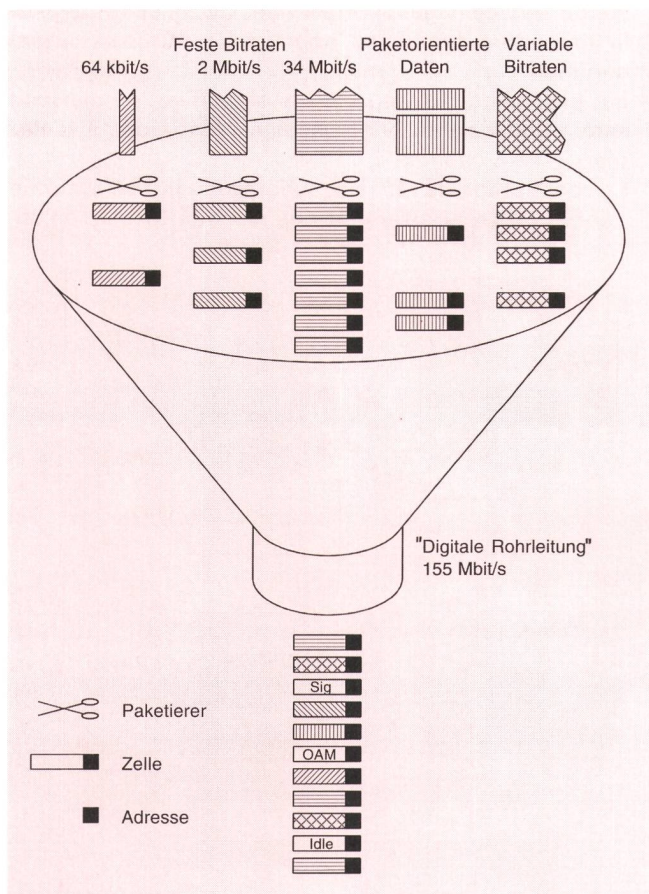 Feste Bitraten
Paketorientierte
Variable
64 kbit/s
2 Mbit/s
34 Mbit/s
Daten
Bitraten
"Digitale Rohrleitung"
155 Mbit/s
Sig
OAM
Idle
Paketierer
Zelle
Adresse